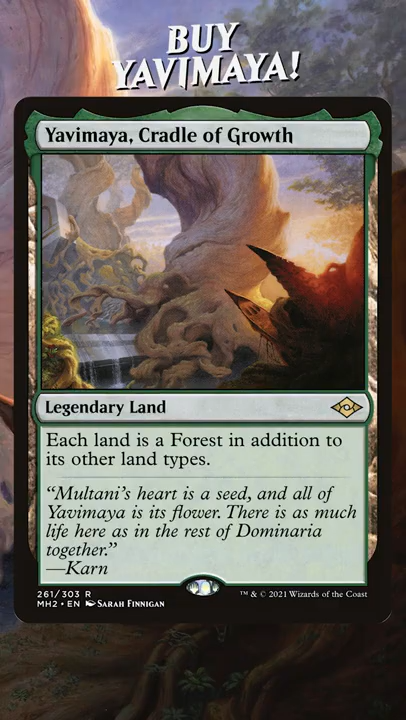 BUY
YAVIMAYA!
Yavimaya, Cradle of Growth
Legendary Land
Each land is a Forest in addition to
its other land types.
“Multani’s heart is a seed, and all of
Yavimaya is its flower. There is as much
life here as in the rest of Dominaria
together.”
—Karn
261/303 R
MH2 • EN Sarah Finnigan
™ & © 2021 Wizards of the Coast